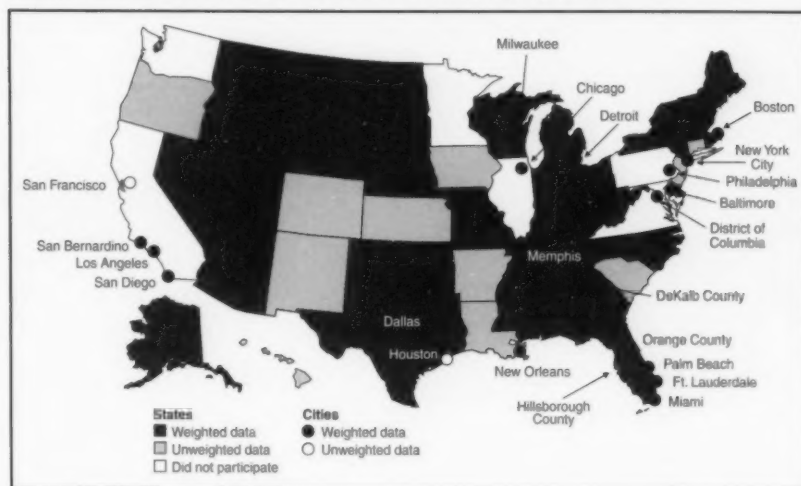 Milwaukee
Chicago
Detroit
Boston
New York
City
Philadelphia
Baltimore
District of
Columbia
San Francisco
San Bernardino
Los Angeles
San Diego
Memphis
DeKalb County
Dallas
Houston
New Orleans
Orange County
Palm Beach
Ft. Lauderdale
Miami
Hillsborough
County
States
Weighted data
Unweighted data
Did not participate
Cities
Weighted data
Unweighted data